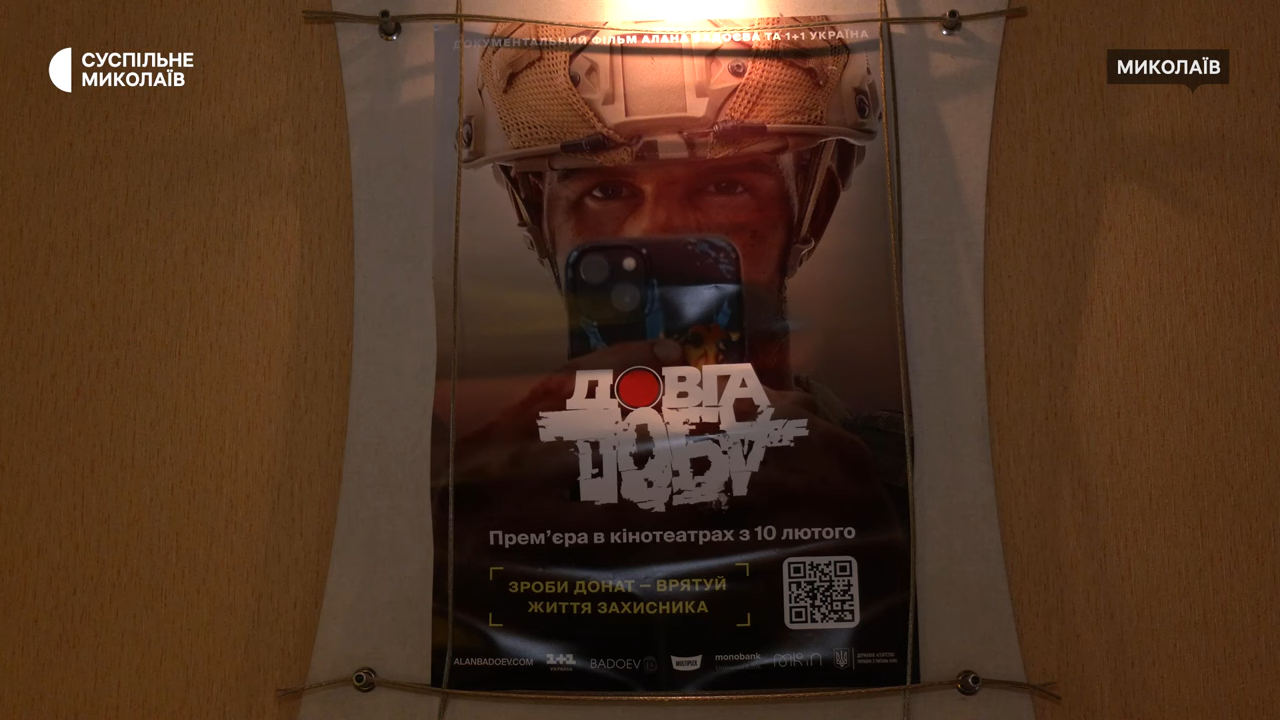 СУСПІЛЬНЕ
МИКОЛАЇВ
МИКОЛАЇВ
ДОКУМЕНТАЛЬНИЙ ФІЛЬМ АЛАНА БАДОЄВА ТА 1+1 УКРАЇНА
ДОВГА
ДОБА
Прем’єра в кінотеатрах з 10 лютого
ЗРОБИ ДОНАТ – ВРЯТУЙ
ЖИТТЯ ЗАХИСНИКА
ALANBADOEV.COM
1+1
УКРАЇНА
BADOEV
MULTIPLEX
monobank